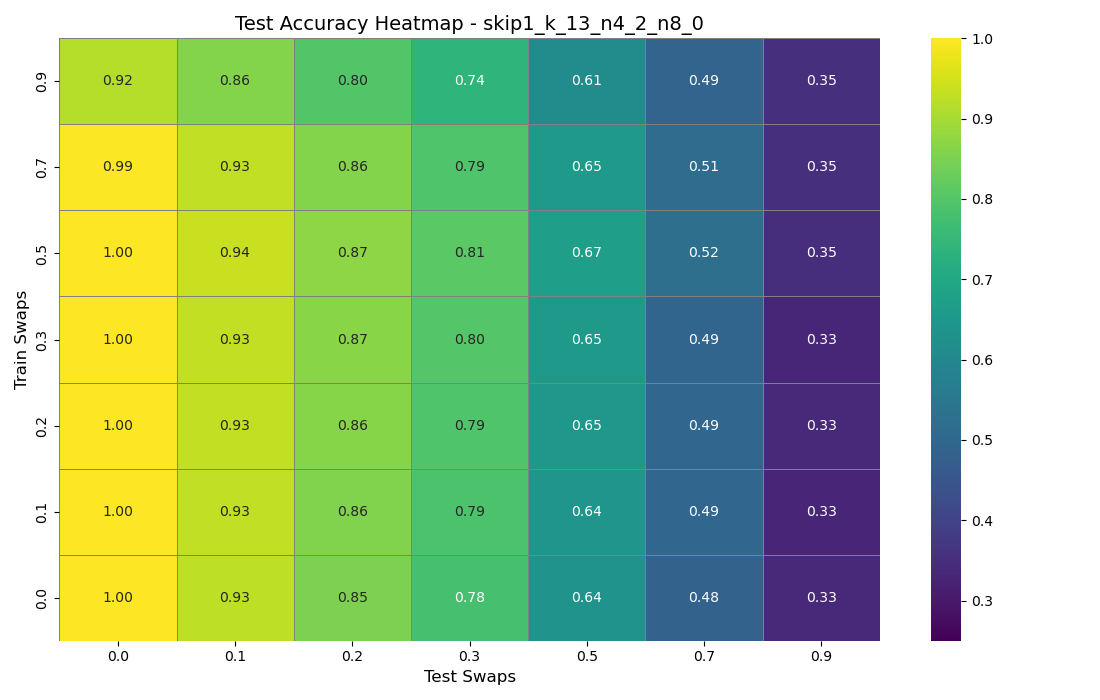 Test Accuracy Heatmap - skip1_k_13_n4_2_n8_0
Train Swaps
0.9 0.92 0.86 0.80 0.74 0.61 0.49 0.35
0.7 0.99 0.93 0.86 0.79 0.65 0.51 0.35
0.5 1.00 0.94 0.87 0.81 0.67 0.52 0.35
0.3 1.00 0.93 0.87 0.80 0.65 0.49 0.33
0.2 1.00 0.93 0.86 0.79 0.65 0.49 0.33
0.1 1.00 0.93 0.86 0.79 0.64 0.49 0.33
0.0 1.00 0.93 0.85 0.78 0.64 0.48 0.33
0.0 0.1 0.2 0.3 0.5 0.7 0.9
Test Swaps
1.0
0.9
0.8
0.7
0.6
0.5
0.4
0.3